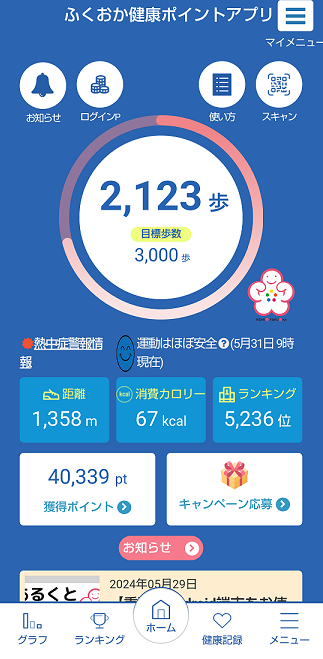 ふくおか健康ポイントアプリ
マイメニュー
お知らせ
ログインP
使い方
スキャン
2,123 歩
目標歩数
3,000 歩
熱中症警報情
報
運動はほぼ安全 (5月31日 9時
現在)
距離
1,358 m
kcal 消費カロリー
67 kcal
ランキング
5,236 位
40,339 pt
獲得ポイント
キャンペーン応募
お知らせ
2024年05月29日
グラフ
ランキング
ホーム
健康記録
メニュー